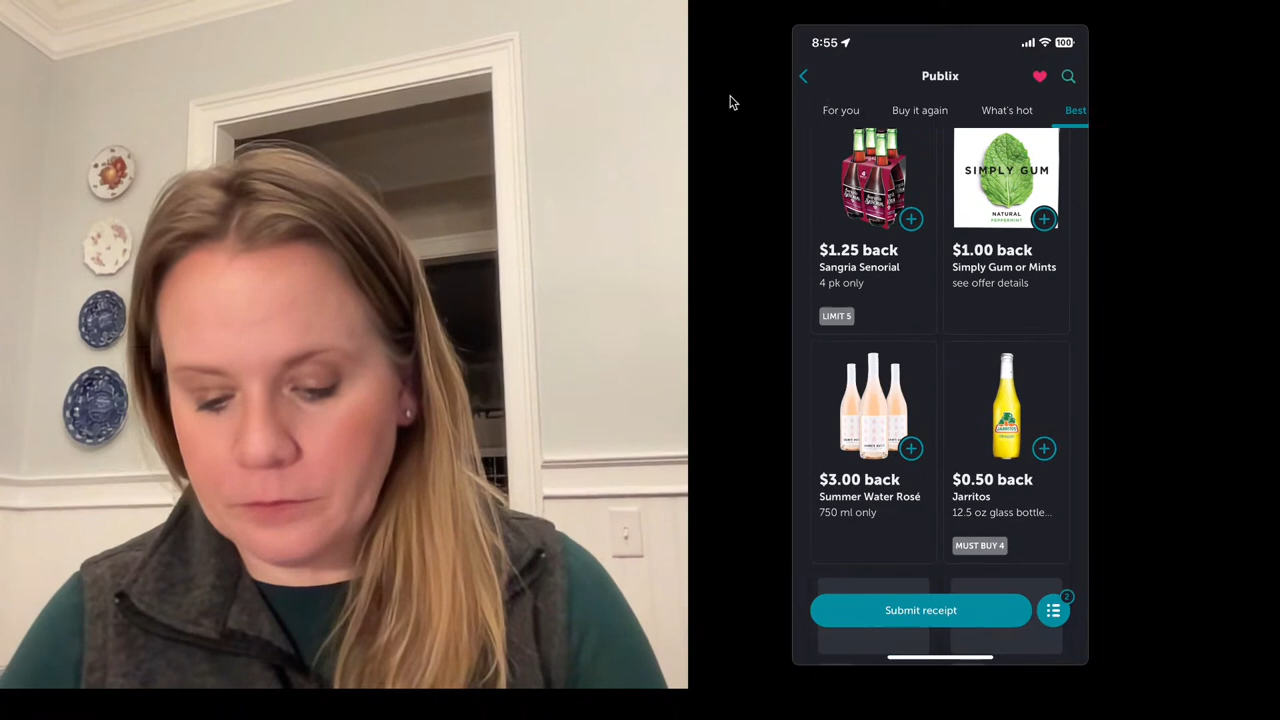 8:55
100
Publix
For you
Buy it again
What's hot
Best
SIMPLY GUM
NATURAL
PEPPERMINT
$1.25 back
Sangria Senorial
4 pk only
LIMIT 5
$1.00 back
Simply Gum or Mints
see offer details
JARRITOS
$3.00 back
Summer Water Rosé
750 ml only
$0.50 back
Jarritos
12.5 oz glass bottle...
MUST BUY 4
Submit receipt
2